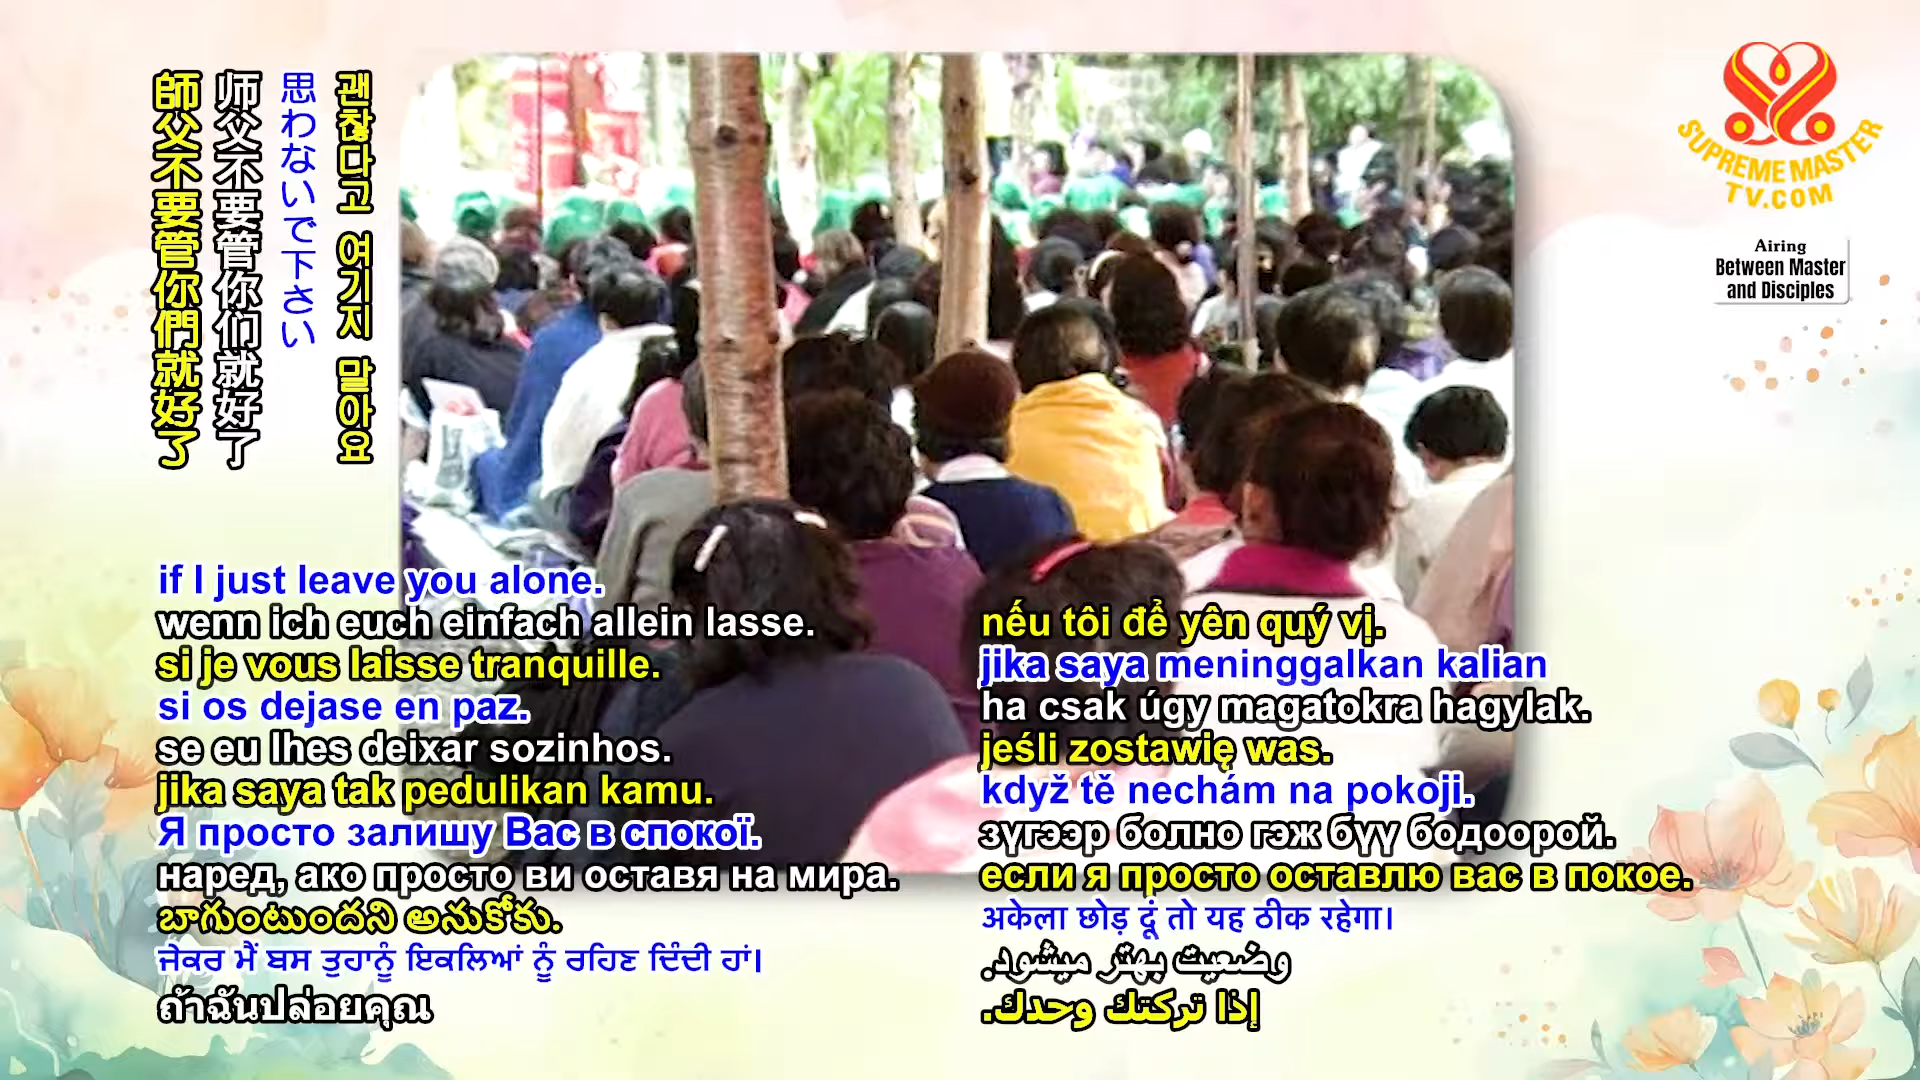 師父不要管你們就好了
师父不要管你们就好了
思わないで下さい
괜찮다고 여기지 말아요
SUPREME MASTER
TV.COM
Airing
Between Master
and Disciples
if I just leave you alone.
wenn ich euch einfach allein lasse.
si je vous laisse tranquille.
si os dejase en paz.
se eu lhes deixar sozinhos.
jika saya tak pedulikan kamu.
Я просто залишу Вас в спокої.
наред, ако просто ви оставя на мира.
బాగుంటుందని అనుకోకు.
ਜੇਕਰ ਮੈਂ ਬਸ ਤੁਹਾਨੂੰ ਇਕਲਿਆਂ ਨੂੰ ਰਹਿਣ ਦਿੰਦੀ ਹਾਂ।
ถ้าฉันปล่อยคุณ
nếu tôi để yên quý vị.
jika saya meninggalkan kalian
ha csak úgy magatokra hagylak.
jeśli zostawię was.
když tě nechám na pokoji.
зүгээр болно гэж бүү бодоорой.
если я просто оставлю вас в покое.
अकेला छोड़ दूं तो यह ठीक रहेगा।
وضعیت بهتر میشود.
إذا تركتك وحدك.